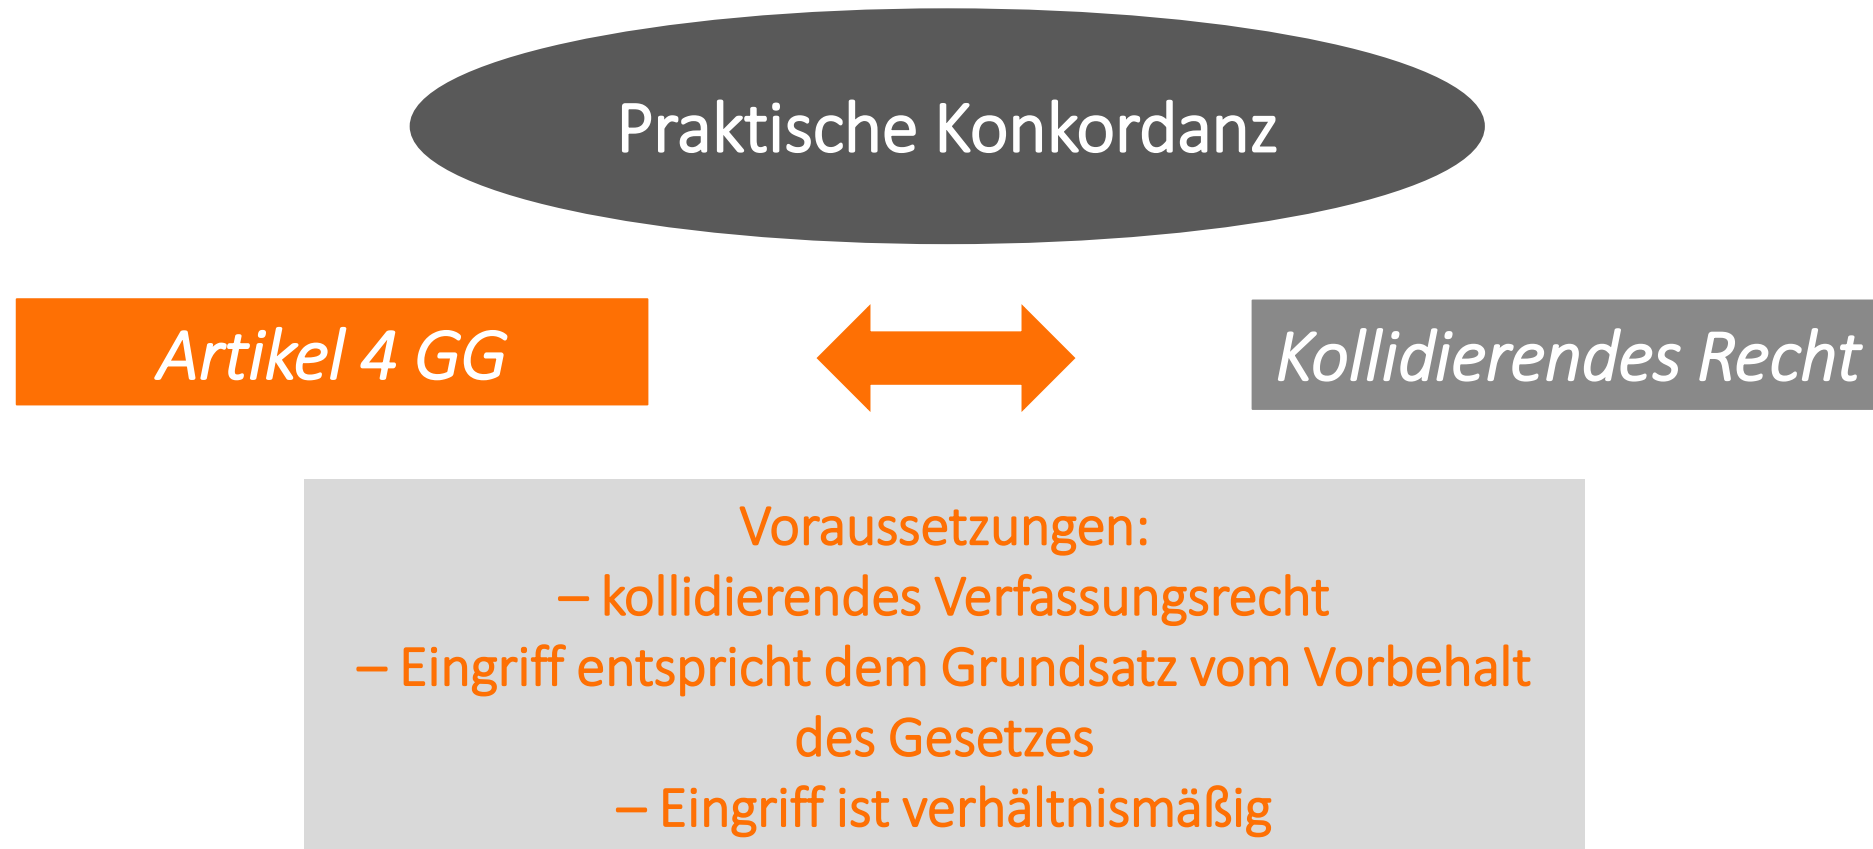 Praktische Konkordanz
Artikel 4 GG
Kollidierendes Recht
Voraussetzungen:
– kollidierendes Verfassungsrecht
– Eingriff entspricht dem Grundsatz vom Vorbehalt
des Gesetzes
– Eingriff ist verhältnismäßig